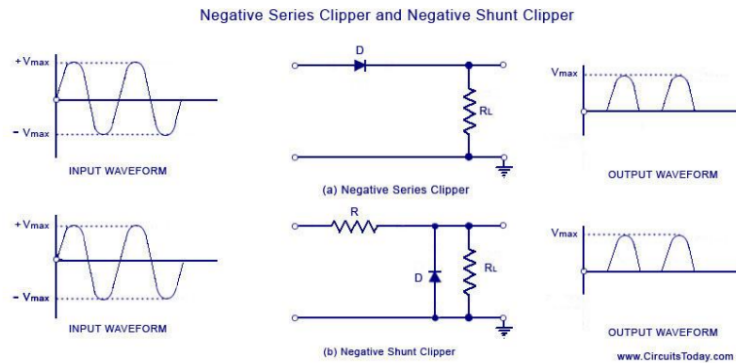 Negative Series Clipper and Negative Shunt Clipper
+Vmax
- Vmax
INPUT WAVEFORM
D
RL
(a) Negative Series Clipper
Vmax
OUTPUT WAVEFORM
+Vmax
- Vmax
INPUT WAVEFORM
R
D
RL
(b) Negative Shunt Clipper
Vmax
OUTPUT WAVEFORM
www.CircuitsToday.com